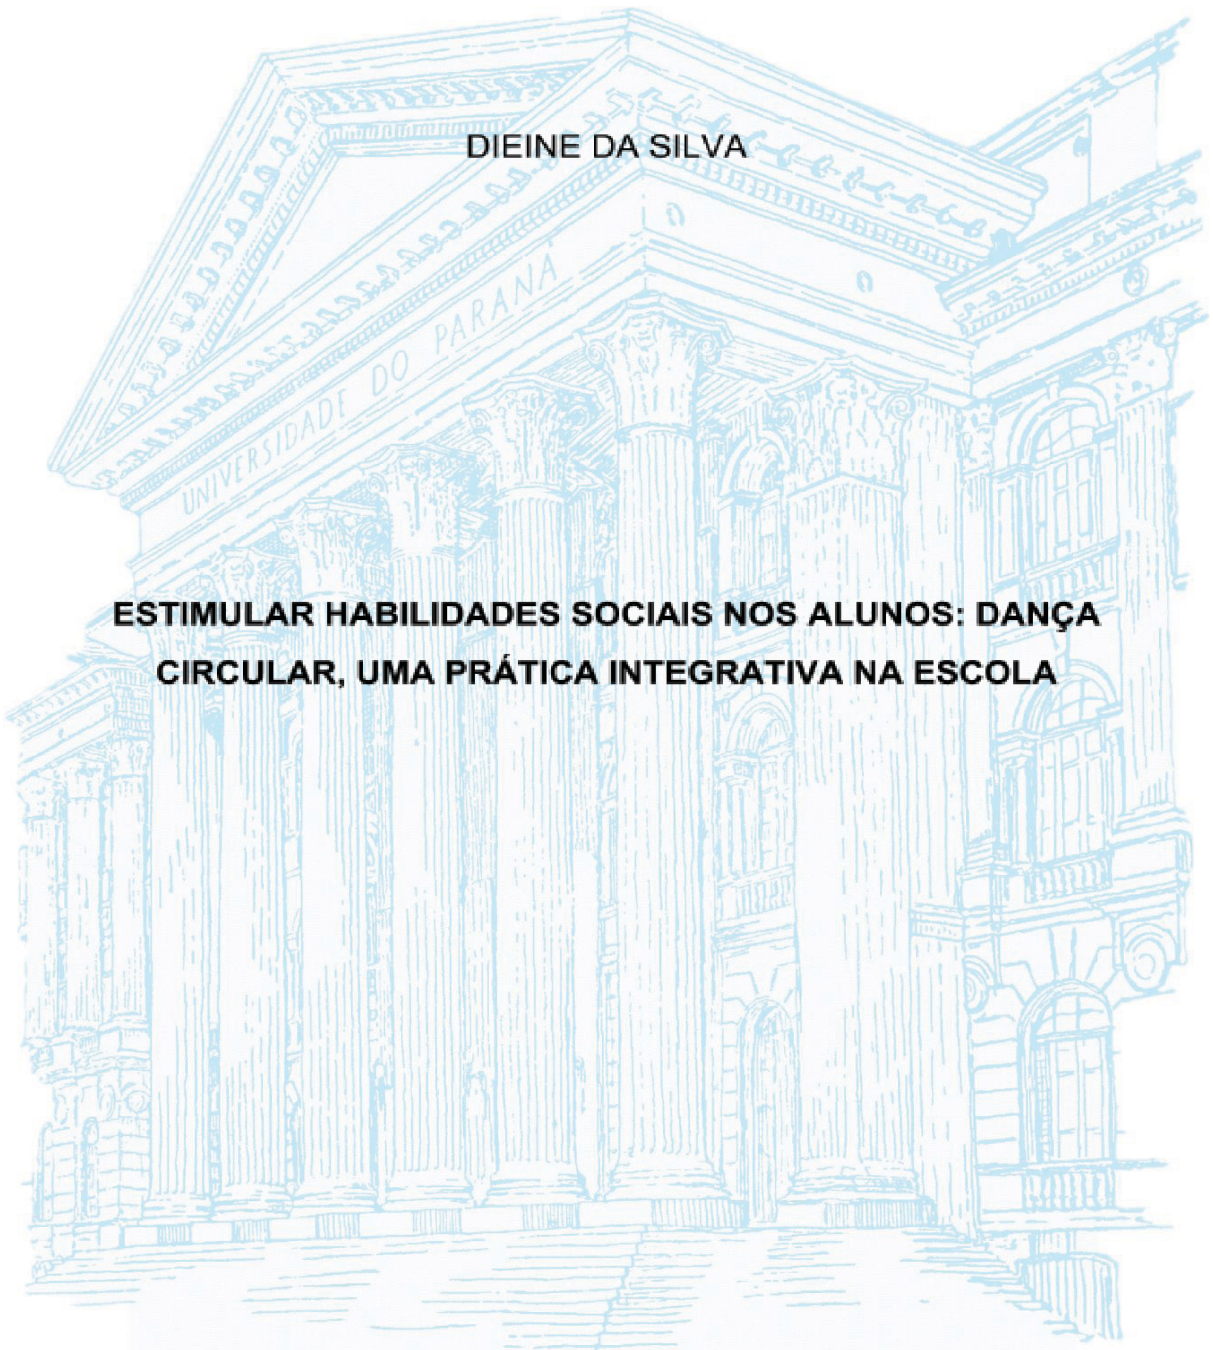 DIEINE DA SILVA
UNIVERSIDADE DO PARANÁ
ESTIMULAR HABILIDADES SOCIAIS NOS ALUNOS: DANÇA
CIRCULAR, UMA PRÁTICA INTEGRATIVA NA ESCOLA